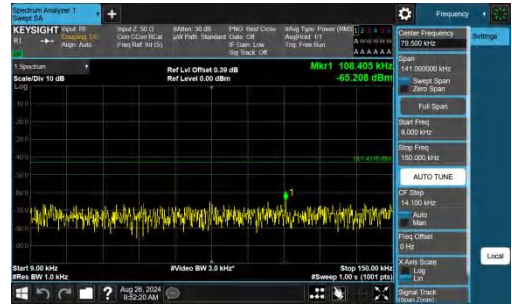 Spectrum Analyzer 1
Swept SA
+
Frequency
KEYSIGHT Input: RF
Coupling: DC
Align: Auto
Input Z: 50 Ω
Corr CCorr RCal
Freq Ref: Int (S)
#Atten: 30 dB
µW Path: Standard
PNO: Best Close
Gate: Off
IF Gain: Low
Sig Track: Off
#Avg Type: Power (RMS)
Avg|Hold: 1/1
Trig: Free Run
1 Spectrum
Scale/Div 10 dB
Log
Ref Lvl Offset 0.39 dB
Ref Level 0.00 dBm
Mkr1 108.405 kHz
-65.208 dBm
1
Start 9.00 kHz
#Res BW 1.0 kHz
#Video BW 3.0 kHz*
Stop 150.00 kHz
#Sweep 1.00 s (1001 pts)
Center Frequency
79.500 kHz
Settings
Span
141.000000 kHz
Swept Span
Zero Span
Full Span
Start Freq
9.000 kHz
Stop Freq
150.000 kHz
AUTO TUNE
CF Step
14.100 kHz
Auto
Man
Freq Offset
0 Hz
X Axis Scale
Log
Lin
Signal Track
(Span Zoom)
Local
?
Aug 26, 2024
9:52:20 AM